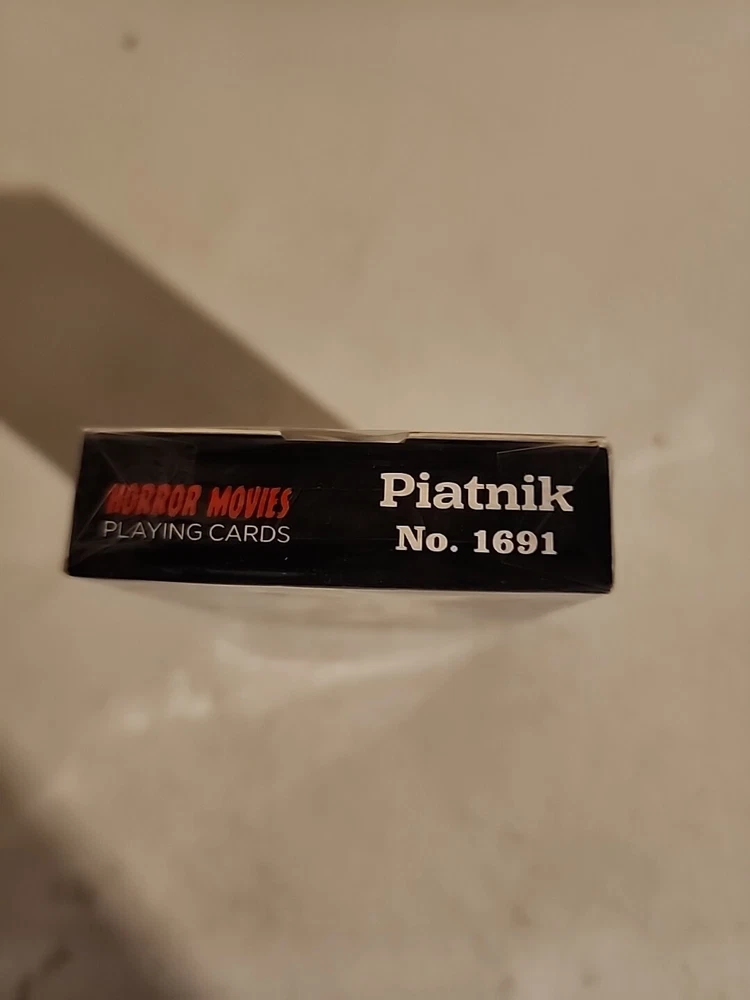 HORROR MOVIES
PLAYING CARDS
Piatnik
No. 1691